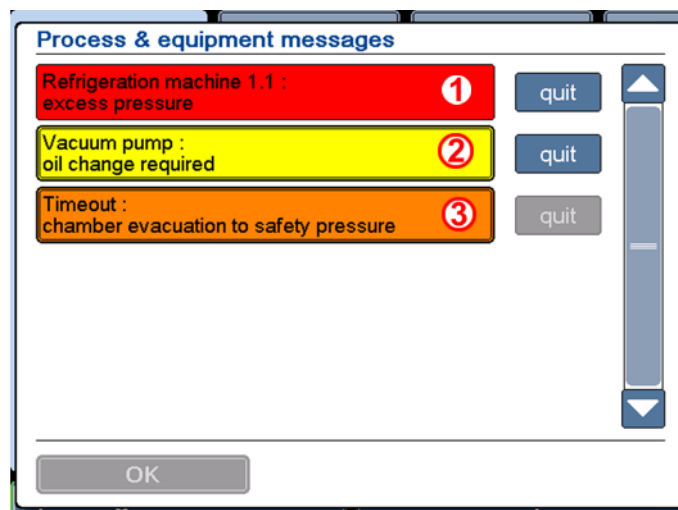 Process & equipment messages
Refrigeration machine 1.1 :
excess pressure
1
quit
Vacuum pump :
oil change required
2
quit
Timeout :
chamber evacuation to safety pressure
3
quit
OK